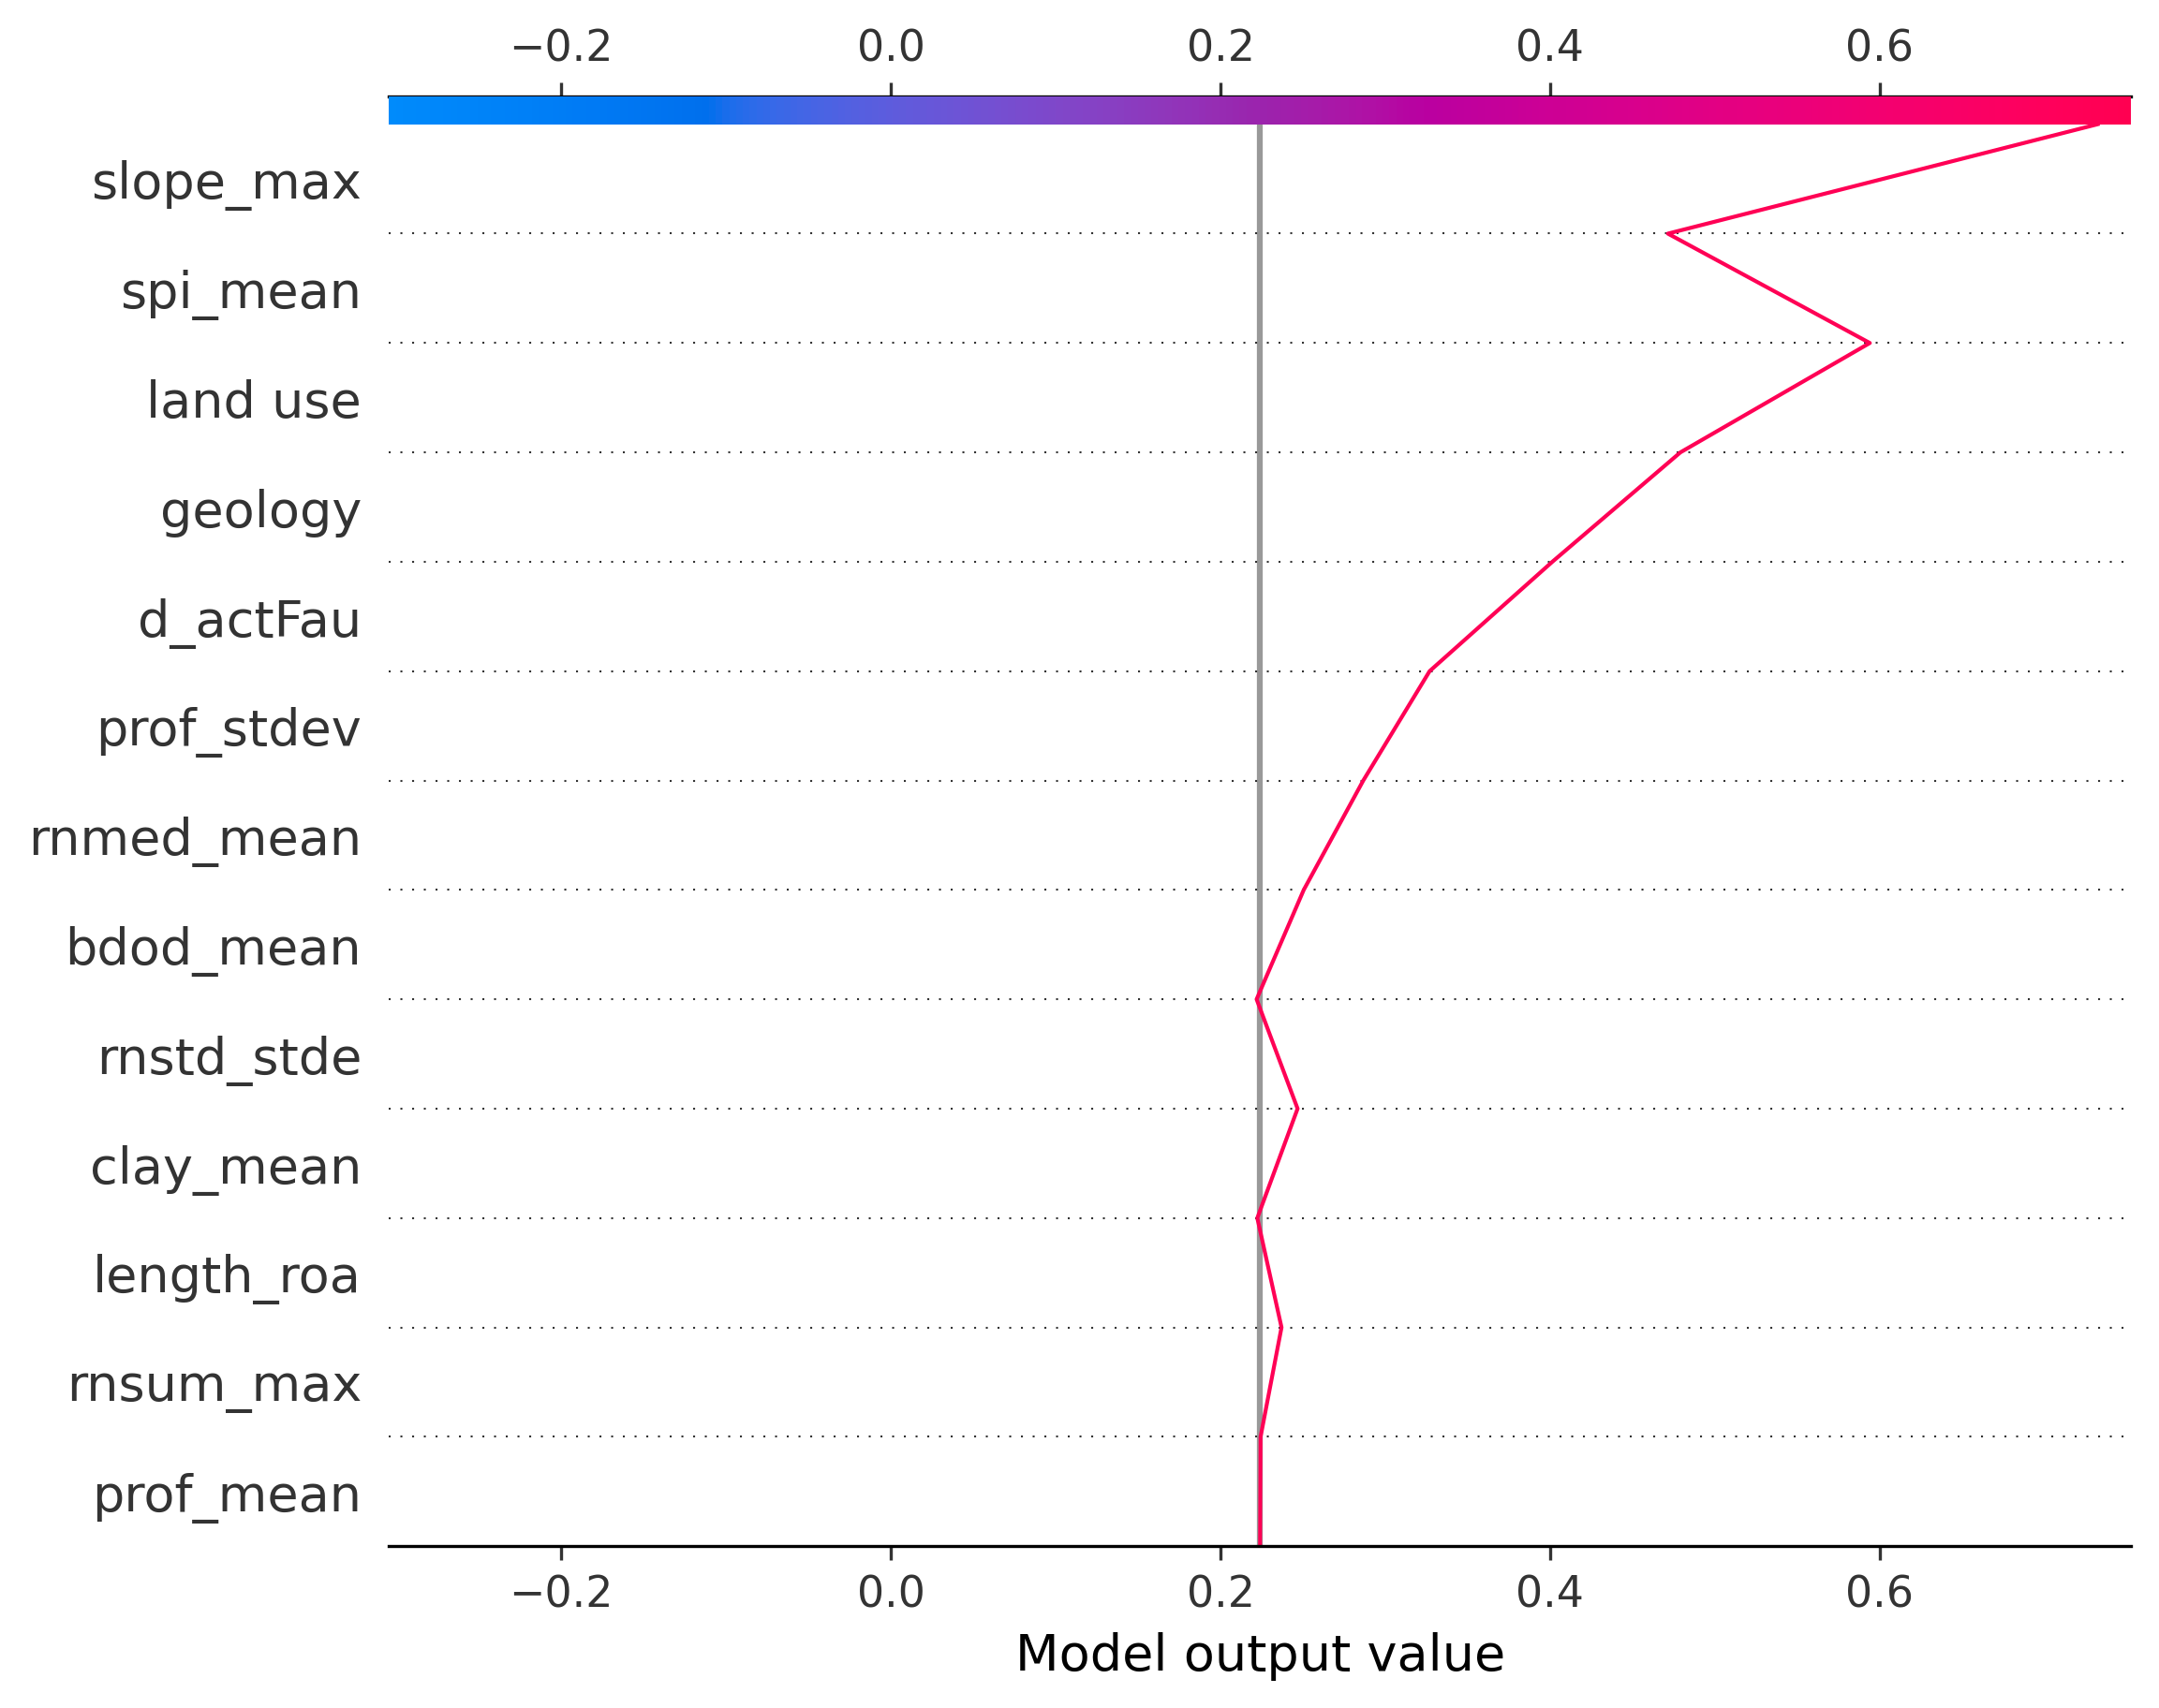 −0.2 0.0 0.2 0.4 0.6
slope_max
spi_mean
land use
geology
d_actFau
prof_stdev
rnmed_mean
bdod_mean
rnstd_stde
clay_mean
length_roa
rnsum_max
prof_mean
−0.2 0.0 0.2 0.4 0.6
Model output value